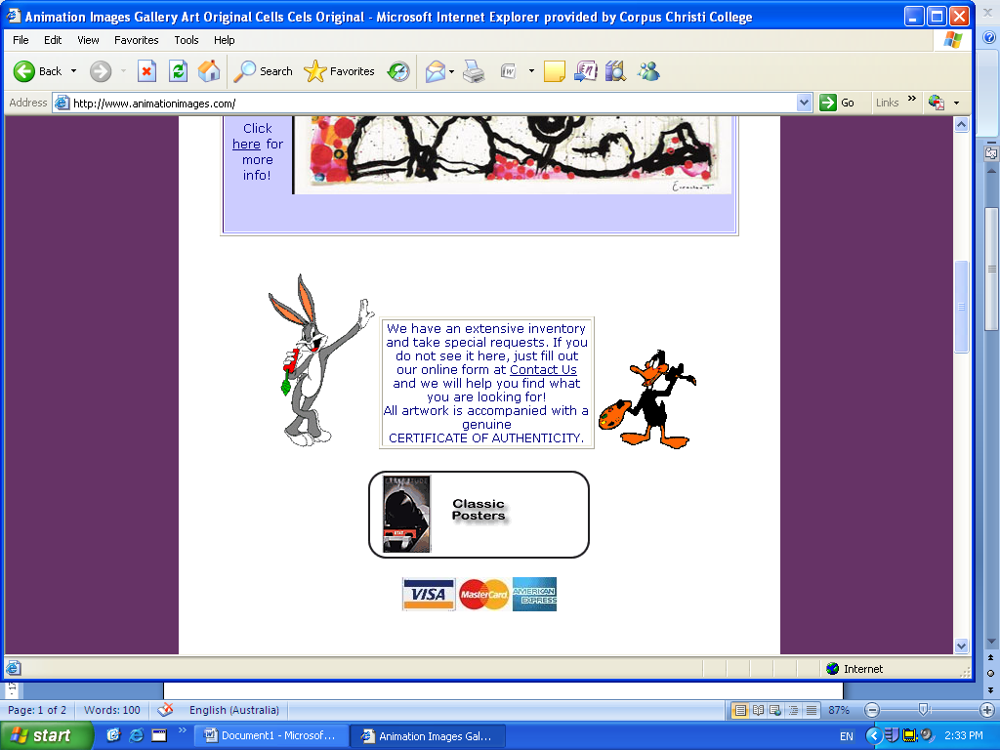 Animation Images Gallery Art Original Cells Cels Original - Microsoft Internet Explorer provided by Corpus Christi College
File Edit View Favorites Tools Help
Back Search Favorites
Address http://www.animationimages.com/ Go Links »
Click
here for
more
info!
We have an extensive inventory
and take special requests. If you
do not see it here, just fill out
our online form at Contact Us
and we will help you find what
you are looking for!
All artwork is accompanied with a
genuine
CERTIFICATE OF AUTHENTICITY.
Classic
Posters
VISA MasterCard AMERICAN EXPRESS
Internet
Page: 1 of 2 Words: 100 English (Australia) 87%
start Document1 - Microsof... Animation Images Gal... EN 2:33 PM